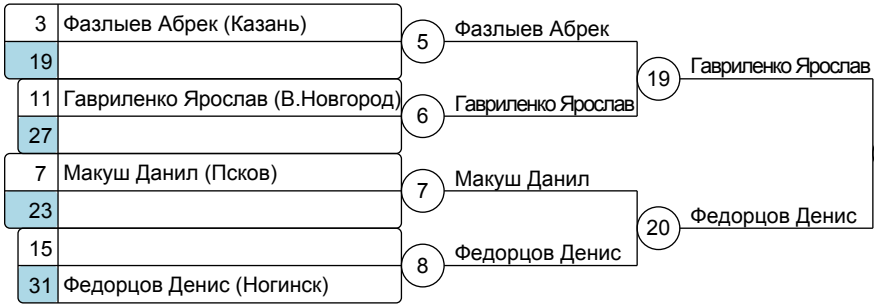 3 Фазлыев Абрек (Казань)
19
5 Фазлыев Абрек
11 Гавриленко Ярослав (В.Новгород)
27
6 Гавриленко Ярослав
19 Гавриленко Ярослав
7 Макуш Данил (Псков)
23
7 Макуш Данил
15
31 Федорцов Денис (Ногинск)
8 Федорцов Денис
20 Федорцов Денис